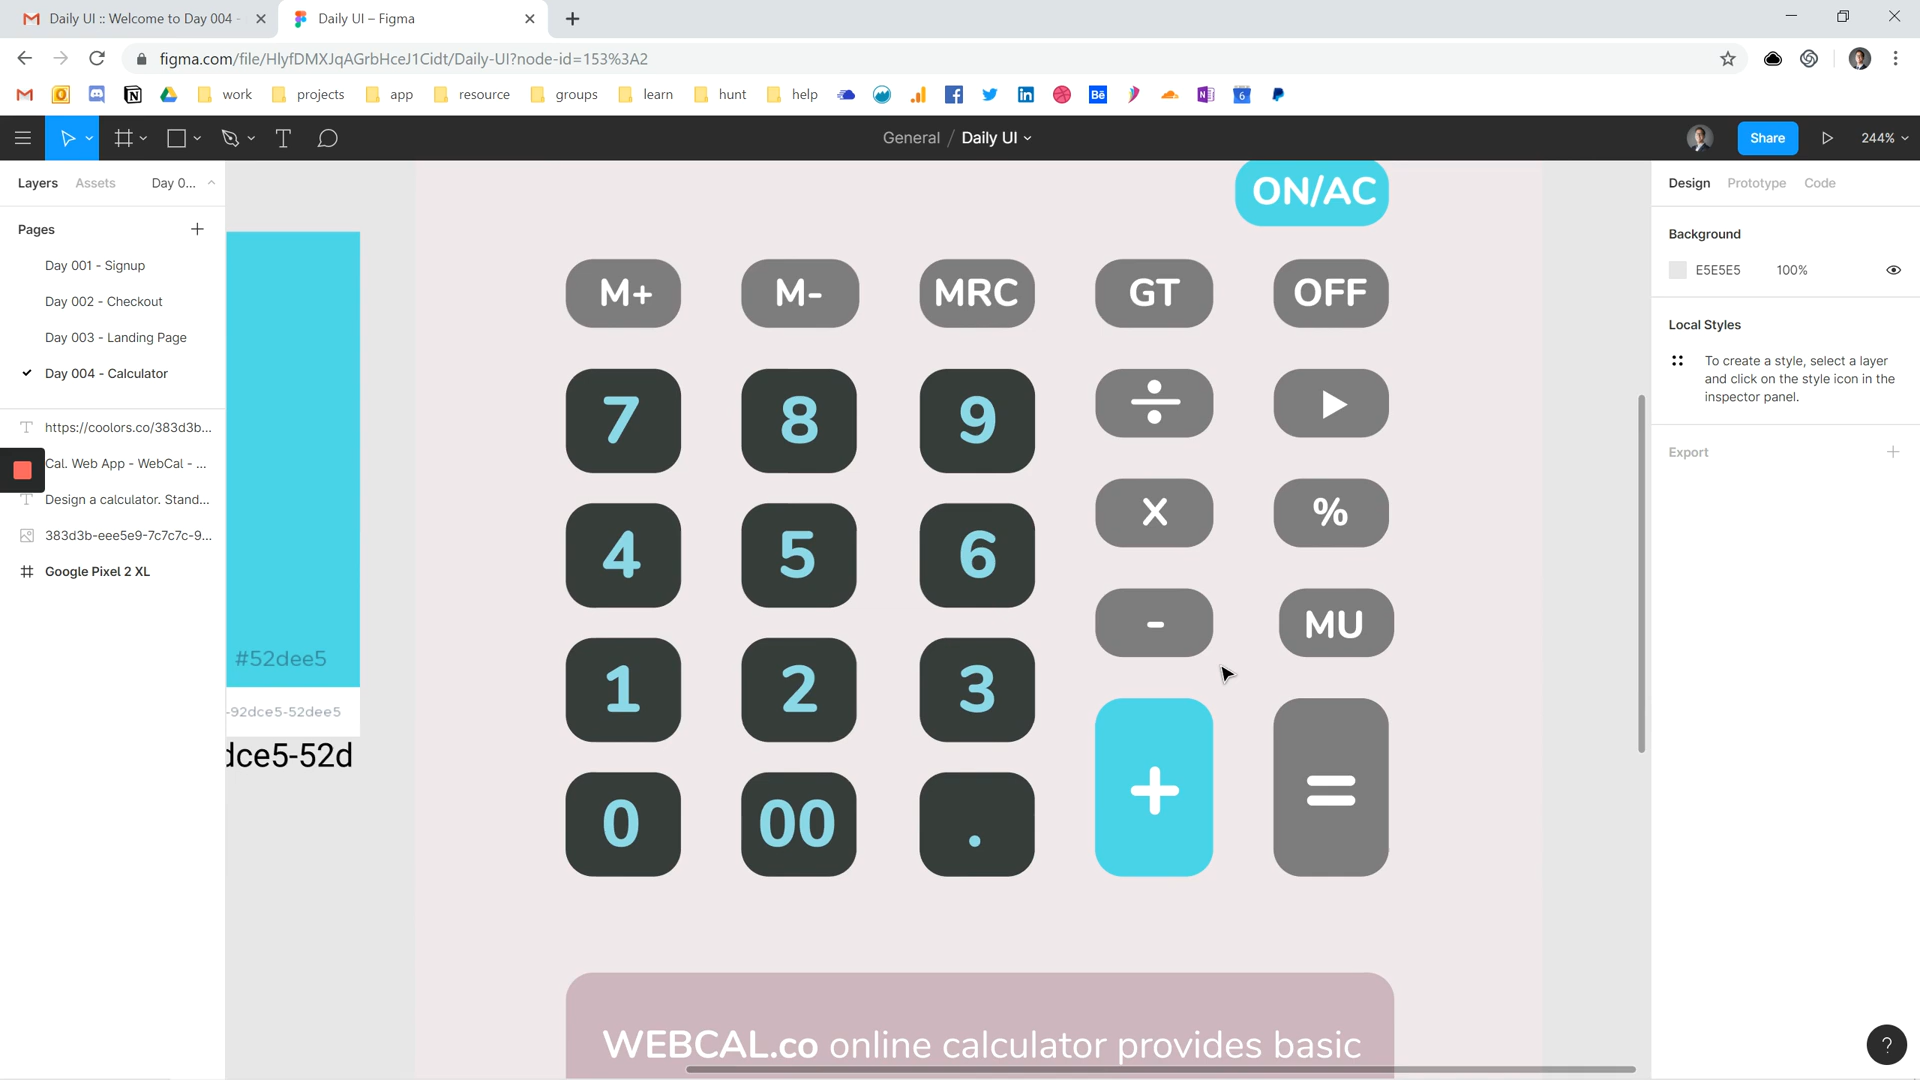 Daily UI :: Welcome to Day 004 -
Daily UI – Figma
figma.com/file/HlyfDMXJqAGrbHceJ1Cidt/Daily-UI?node-id=153%3A2
work
projects
app
resource
groups
learn
hunt
help
General / Daily UI
Share
244%
Layers
Assets
Day 0...
Design
Prototype
Code
Pages
Day 001 - Signup
Day 002 - Checkout
Day 003 - Landing Page
Day 004 - Calculator
https://coolors.co/383d3b...
Cal. Web App - WebCal - ...
Design a calculator. Stand...
383d3b-eee5e9-7c7c7c-9...
Google Pixel 2 XL
#52dee5
-92dce5-52dee5
dce5-52d
ON/AC
M+ M- MRC GT OFF
7 8 9 ÷ ▶
X %
4 5 6
- MU
1 2 3
+ =
0 00 .
WEBCAL.co online calculator provides basic
Background
E5E5E5 100%
Local Styles
To create a style, select a layer
and click on the style icon in the
inspector panel.
Export
?